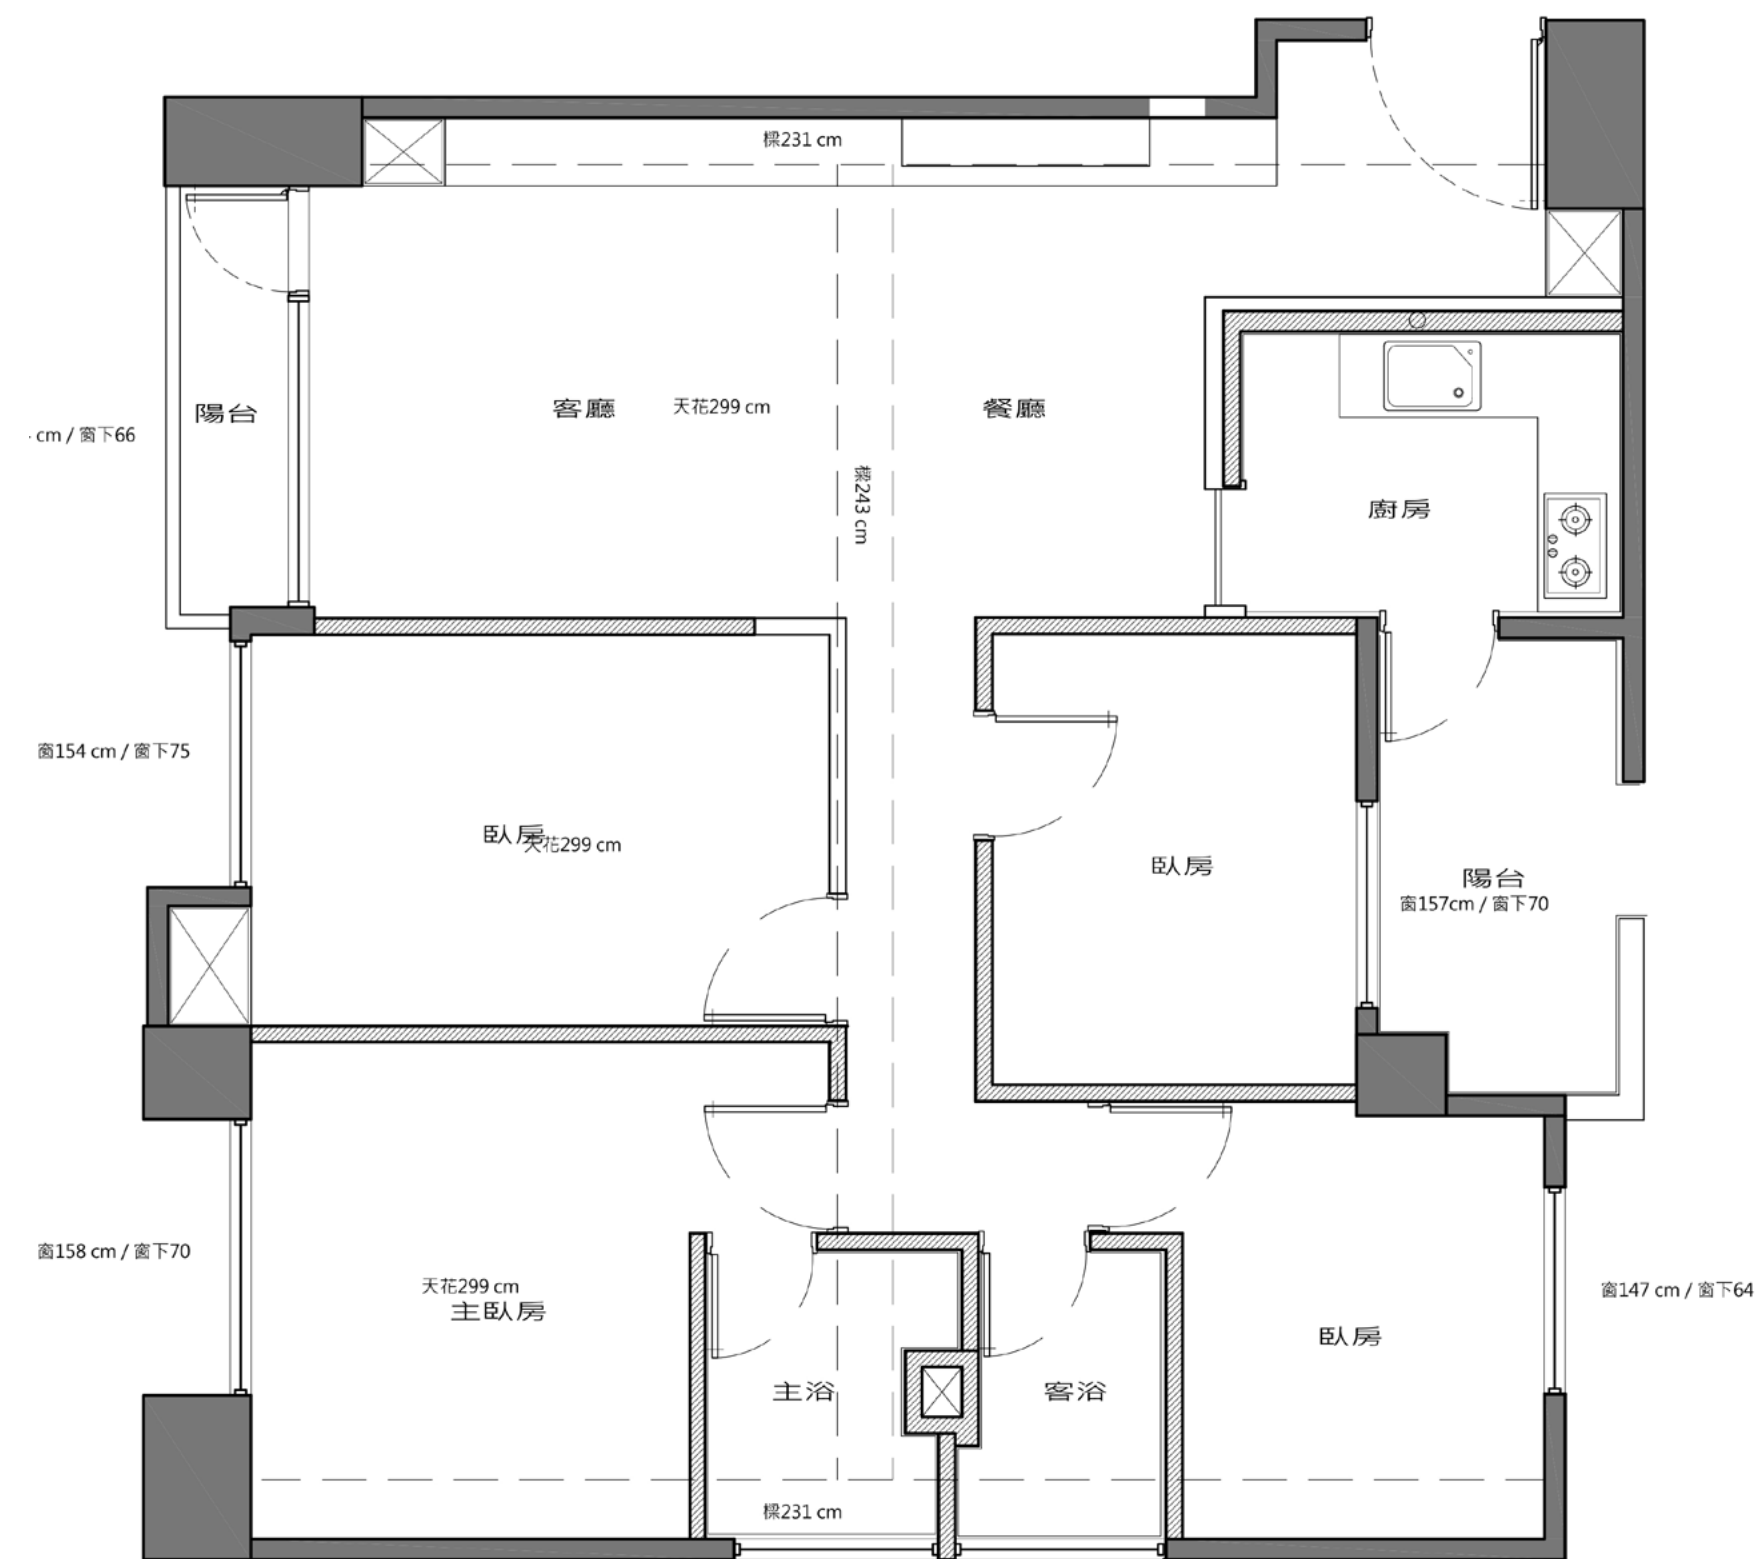 樑231 cm
陽台
客廳
天花299 cm
餐廳
cm / 窗下66
樑243 cm
廚房
窗154 cm / 窗下75
臥房
天花299 cm
臥房
陽台
窗157cm / 窗下70
窗158 cm / 窗下70
天花299 cm
主臥房
窗147 cm / 窗下64
臥房
主浴
客浴
樑231 cm